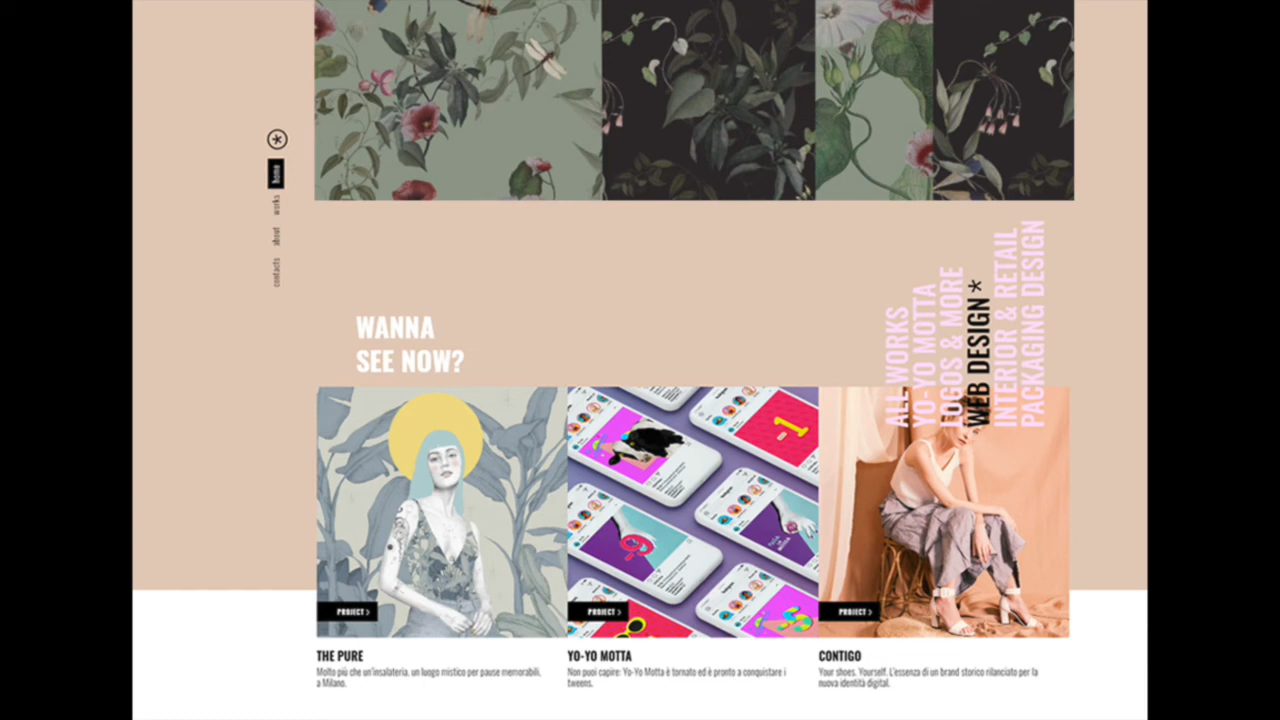 home
works
about
contacts
WANNA
SEE NOW?
ALL WORKS
YO-YO MOTTA
LOGOS & MORE
WEB DESIGN *
INTERIOR & RETAIL
PACKAGING DESIGN
-1
PROJECT >
PROJECT >
PROJECT >
THE PURE
Molto più che un'insalateria, un luogo mistico per pause memorabili,
a Milano.
YO-YO MOTTA
Non puoi capire: Yo-Yo Motta è tornato ed è pronto a conquistare i
tweens.
CONTIGO
Your shoes. Yourself. L'essenza di un brand storico rilanciato per la
nuova identità digital.